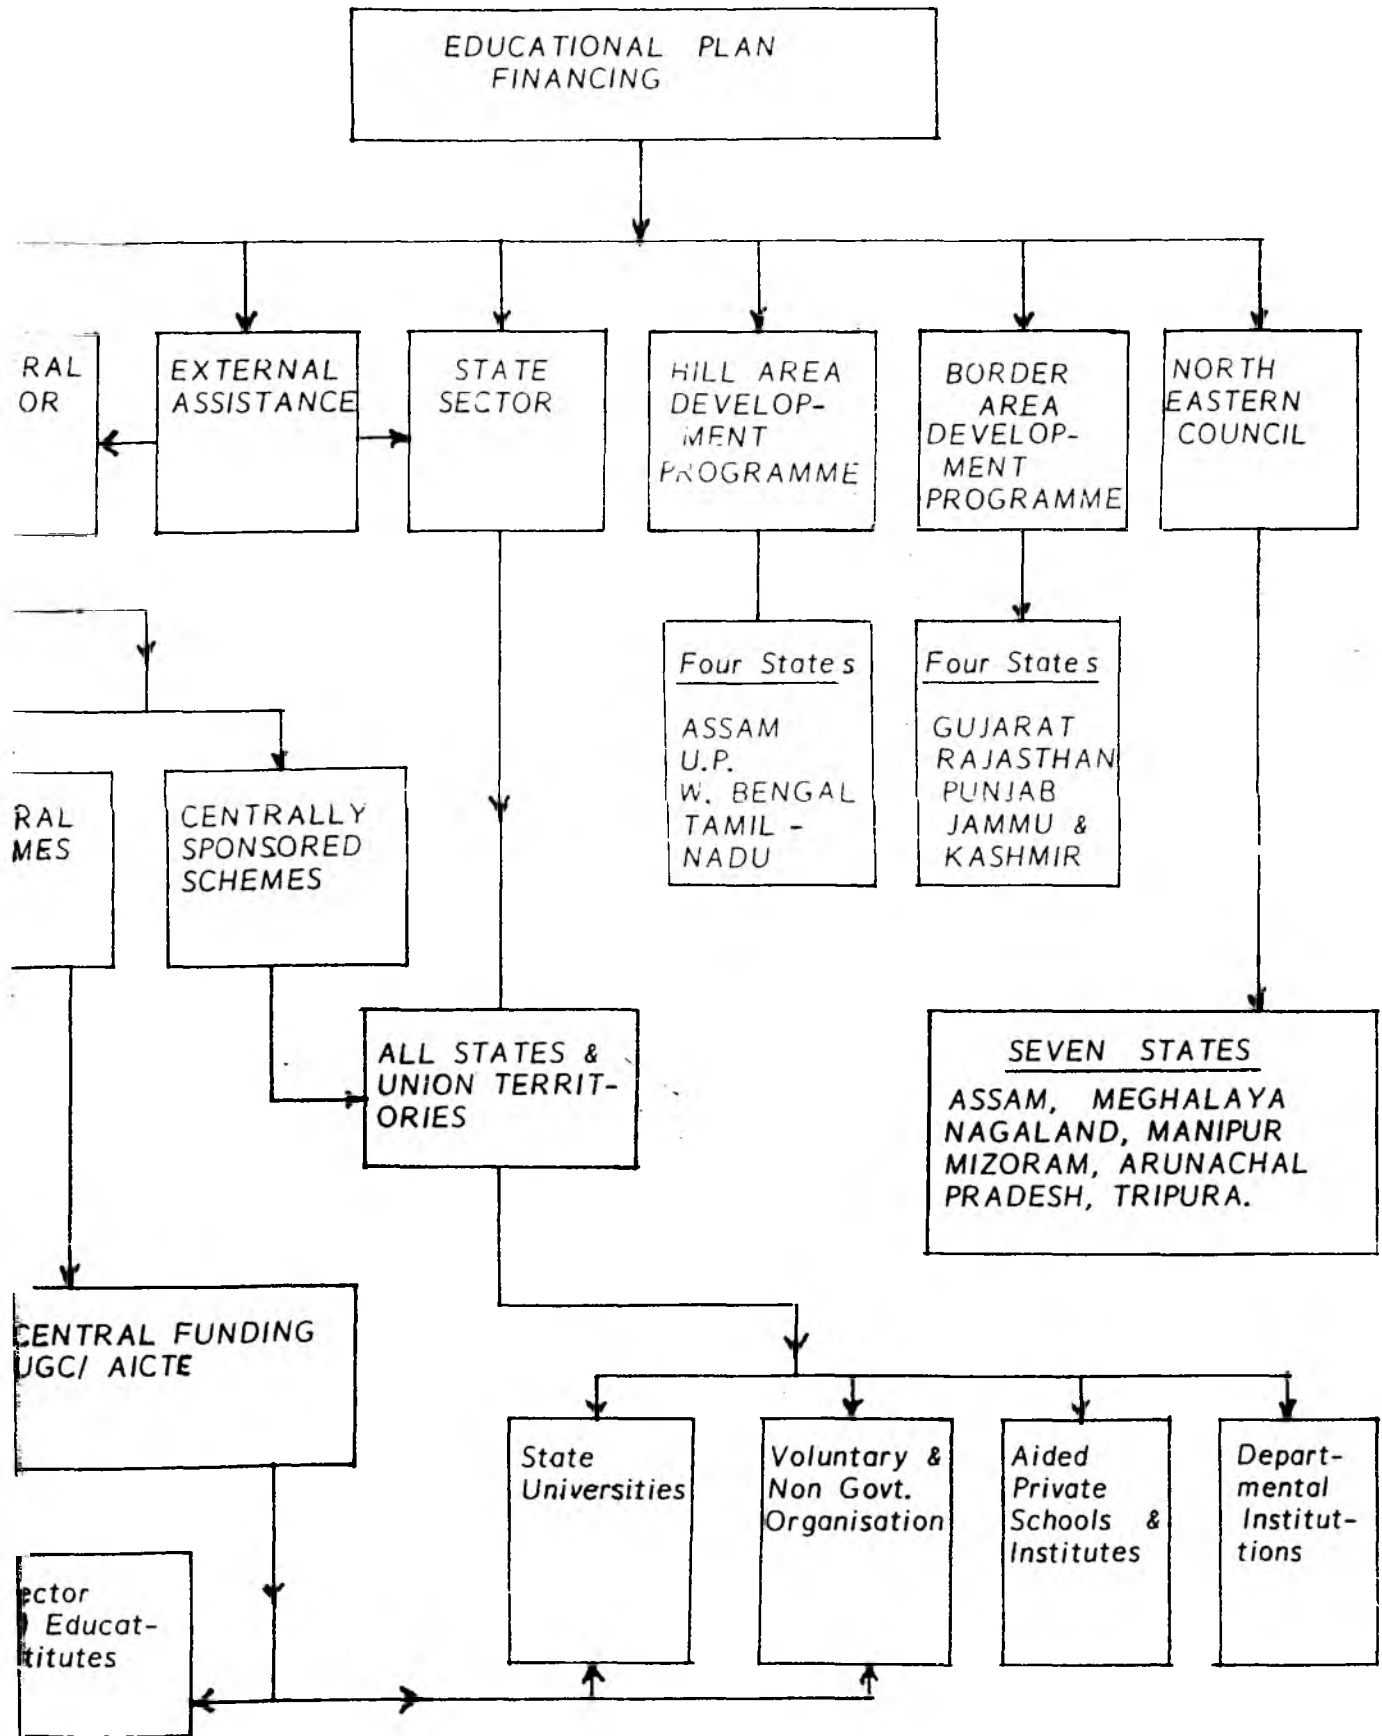 EDUCATIONAL PLAN
FINANCING
RAL
OR
EXTERNAL
ASSISTANCE
STATE
SECTOR
HILL AREA
DEVELOP-
MENT
PROGRAMME
BORDER
AREA
DEVELOP-
MENT
PROGRAMME
NORTH
EASTERN
COUNCIL
Four States
ASSAM
U.P.
W. BENGAL
TAMIL -
NADU
Four States
GUJARAT
RAJASTHAN
PUNJAB
JAMMU &
KASHMIR
RAL
MES
CENTRALLY
SPONSORED
SCHEMES
ALL STATES &
UNION TERRIT-
ORIES
SEVEN STATES
ASSAM, MEGHALAYA
NAGALAND, MANIPUR
MIZORAM, ARUNACHAL
PRADESH, TRIPURA.
CENTRAL FUNDING
UGC/ AICTE
State
Universities
Voluntary &
Non Govt.
Organisation
Aided
Private
Schools &
Institutes
Depart-
mental
Institut-
tions
ector
) Educat-
titutes